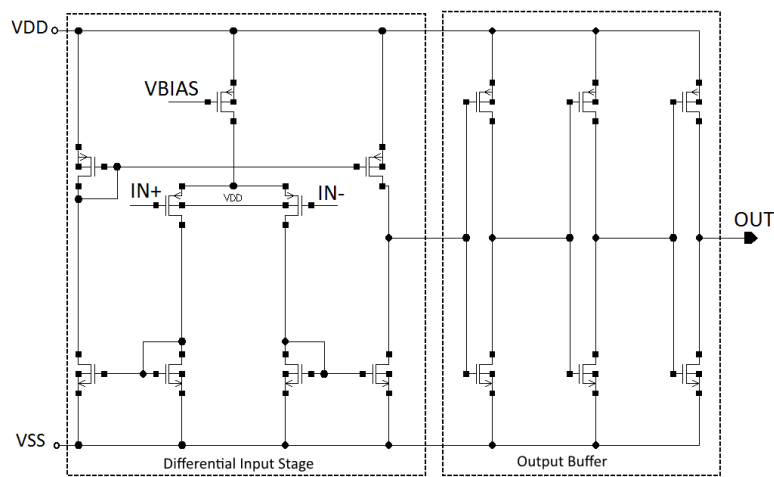 VDD
VBIAS
IN+
VDD
IN-
OUT
VSS
Differential Input Stage
Output Buffer